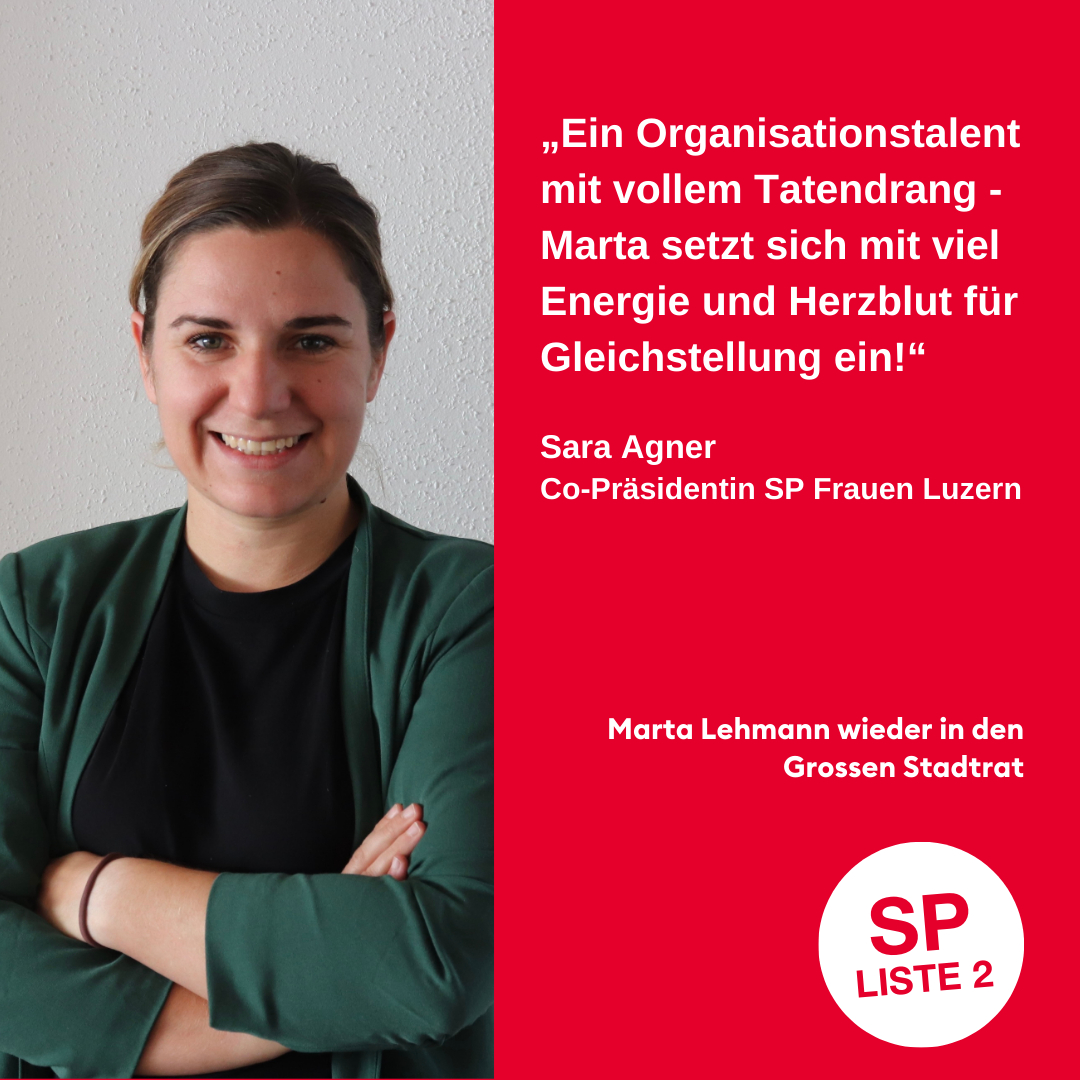 „Ein Organisationstalent
mit vollem Tatendrang -
Marta setzt sich mit viel
Energie und Herzblut für
Gleichstellung ein!“
Sara Agner
Co-Präsidentin SP Frauen Luzern
Marta Lehmann wieder in den
Grossen Stadtrat
SP
LISTE 2